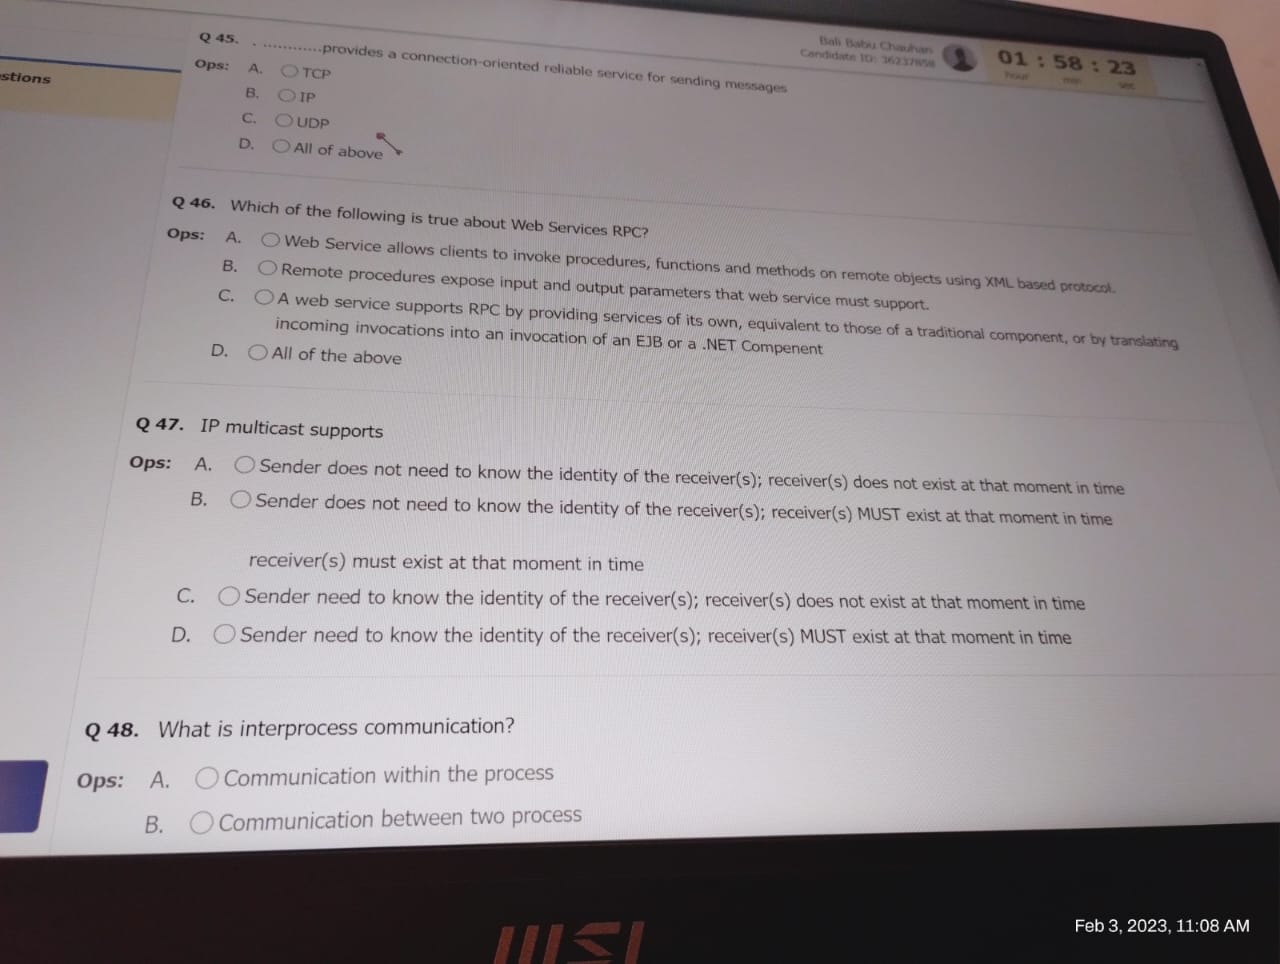 Q 45. . ............provides a connection-oriented reliable service for sending messages
Ops: A. TCP
B. IP
C. UDP
D. All of above
Bali Babu Chauhan
Candidate ID:
01 : 58 : 23
hour min sec
stions
Q 46. Which of the following is true about Web Services RPC?
Ops: A. Web Service allows clients to invoke procedures, functions and methods on remote objects using XML based protocol.
B. Remote procedures expose input and output parameters that web service must support.
C. A web service supports RPC by providing services of its own, equivalent to those of a traditional component, or by translating
incoming invocations into an invocation of an EJB or a .NET Compenent
D. All of the above
Q 47. IP multicast supports
Ops: A. Sender does not need to know the identity of the receiver(s); receiver(s) does not exist at that moment in time
B. Sender does not need to know the identity of the receiver(s); receiver(s) MUST exist at that moment in time
receiver(s) must exist at that moment in time
C. Sender need to know the identity of the receiver(s); receiver(s) does not exist at that moment in time
D. Sender need to know the identity of the receiver(s); receiver(s) MUST exist at that moment in time
Q 48. What is interprocess communication?
Ops: A. Communication within the process
B. Communication between two process
msi
Feb 3, 2023, 11:08 AM